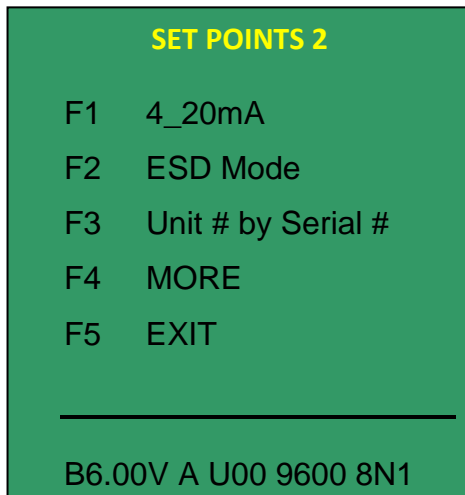 SET POINTS 2
F1 4_20mA
F2 ESD Mode
F3 Unit # by Serial #
F4 MORE
F5 EXIT
B6.00V A U00 9600 8N1